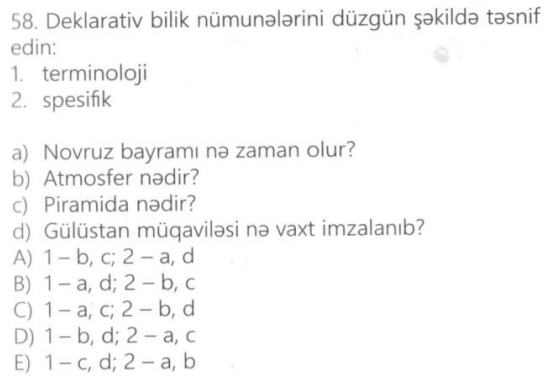 58. Deklarativ bilik nümunələrini düzgün şəkildə təsnif
edin:
1. terminoloji
2. spesifik
a) Novruz bayramı nə zaman olur?
b) Atmosfer nədir?
c) Piramida nədir?
d) Gülüstan müqaviləsi nə vaxt imzalanıb?
A) 1 – b, c; 2 – a, d
B) 1 – a, d; 2 – b, c
C) 1 – a, c; 2 – b, d
D) 1 – b, d; 2 – a, c
E) 1 – c, d; 2 – a, b